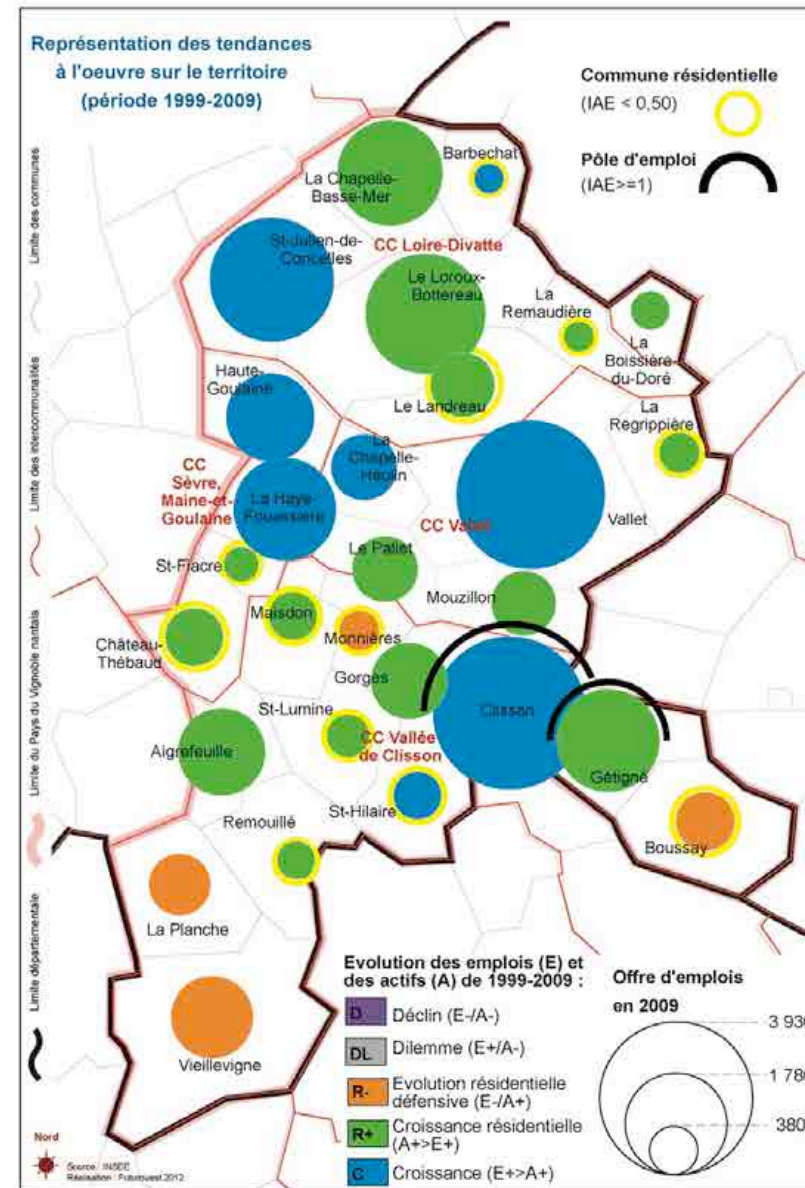 Représentation des tendances
à l'oeuvre sur le territoire
(période 1999-2009)
Commune résidentielle
(IAE < 0,50)
Pôle d'emploi
(IAE>=1)
Limite des communes
Limite des intercommunalités
Limite du Pays du Vignoble nantais
Limite départementale
Barbechat
La Chapelle-
Basse-Mer
St-Julien-de-
Concelles
CC Loire-Divatte
Le Loroux-
Bottereau
La
Remaudière
La
Boissière-
du-Doré
Haute-
Goulaine
Le Landreau
La
Regrippière
La
Chapelle-
Heulin
CC
Sèvre,
Maine-et-
Goulaine
La Haye-
Fouassière
CC Vallet
Vallet
St-Fiacre
Le Pallet
Mouzillon
Maisdon
Monnières
Château-
Thébaud
Gorges
Clisson
St-Lumine
CC Vallée
de Clisson
Aigrefeuille
Gétigné
St-Hilaire
Remouillé
Boussay
La Planche
Vieillevigne
Evolution des emplois (E) et
des actifs (A) de 1999-2009 :
D Déclin (E-/A-)
DL Dilemme (E+/A-)
R- Evolution résidentielle
défensive (E-/A+)
R+ Croissance résidentielle
(A+>E+)
C Croissance (E+>A+)
Offre d'emplois
en 2009
3 930
1 780
380
Nord
Source : INSEE
Réalisation : Futurouest,2012